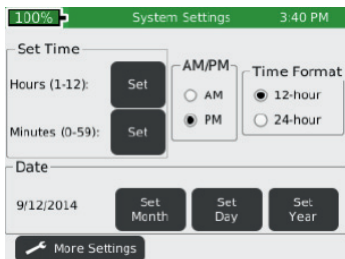 100% System Settings 3:40 PM
Set Time
Hours (1-12): Set
Minutes (0-59): Set
AM/PM
AM
PM
Time Format
12-hour
24-hour
Date
9/12/2014
Set Month
Set Day
Set Year
More Settings